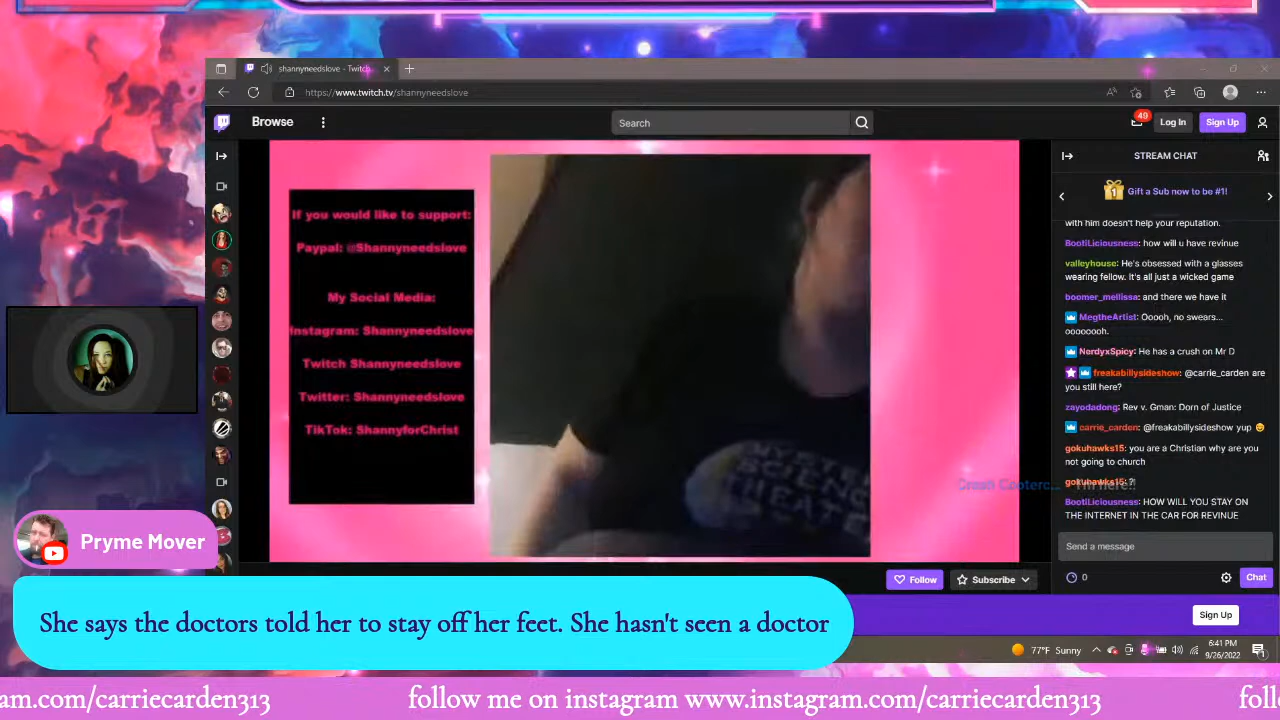 shannyneedslove - Twitch
https://www.twitch.tv/shannyneedslove
Browse
Search
49
Log In
Sign Up
If you would like to support:
Paypal: @Shannyneedslove
My Social Media:
Instagram: Shannyneedslove
Twitch Shannyneedslove
Twitter: Shannyneedslove
TikTok: ShannyforChrist
STREAM CHAT
1
Gift a Sub now to be #1!
with him doesn't help your reputation.
BootiLiciousness: how will u have revinue
valleyhouse: He's obsessed with a glasses
wearing fellow. It's all just a wicked game
boomer_mellissa: and there we have it
MegtheArtist: Ooooh, no swears...
oooooooh.
NerdyxSpicy: He has a crush on Mr D
freakabillysideshow: @carrie_carden are
you still here?
zayodadong: Rev v. Gman: Dorn of Justice
carrie_carden: @freakabillysideshow yup
gokuhawks15: you are a Christian why are you
not going to church
gokuhawks15: ?
BootiLiciousness: HOW WILL YOU STAY ON
THE INTERNET IN THE CAR FOR REVINUE
Send a message
0
Chat
Follow
Subscribe
Sign Up
Pryme Mover
She says the doctors told her to stay off her feet. She hasn't seen a doctor
77°F Sunny
6:41 PM
9/26/2022
am.com/carriecarden313
follow me on instagram www.instagram.com/carriecarden313
foll